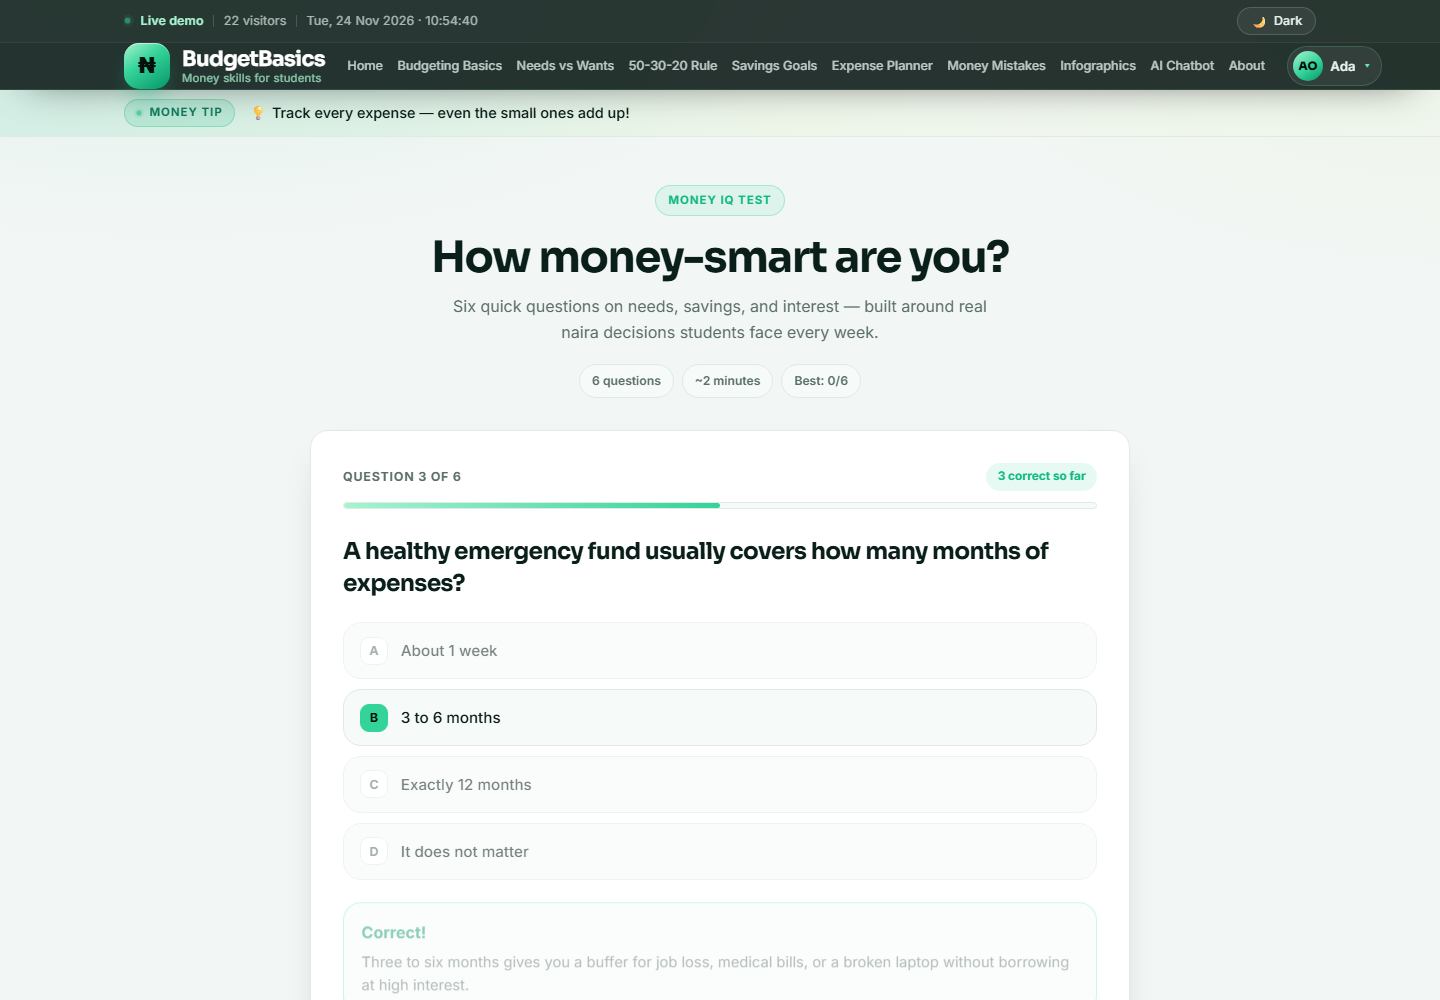 Live demo
22 visitors
Tue, 24 Nov 2026 · 10:54:40
Dark
₦
BudgetBasics
Money skills for students
Home
Budgeting Basics
Needs vs Wants
50-30-20 Rule
Savings Goals
Expense Planner
Money Mistakes
Infographics
AI Chatbot
About
AO
Ada
MONEY TIP
Track every expense — even the small ones add up!
MONEY IQ TEST
How money-smart are you?
Six quick questions on needs, savings, and interest — built around real
naira decisions students face every week.
6 questions
~2 minutes
Best: 0/6
QUESTION 3 OF 6
3 correct so far
A healthy emergency fund usually covers how many months of
expenses?
A About 1 week
B 3 to 6 months
C Exactly 12 months
D It does not matter
Correct!
Three to six months gives you a buffer for job loss, medical bills, or a broken laptop without borrowing
at high interest.